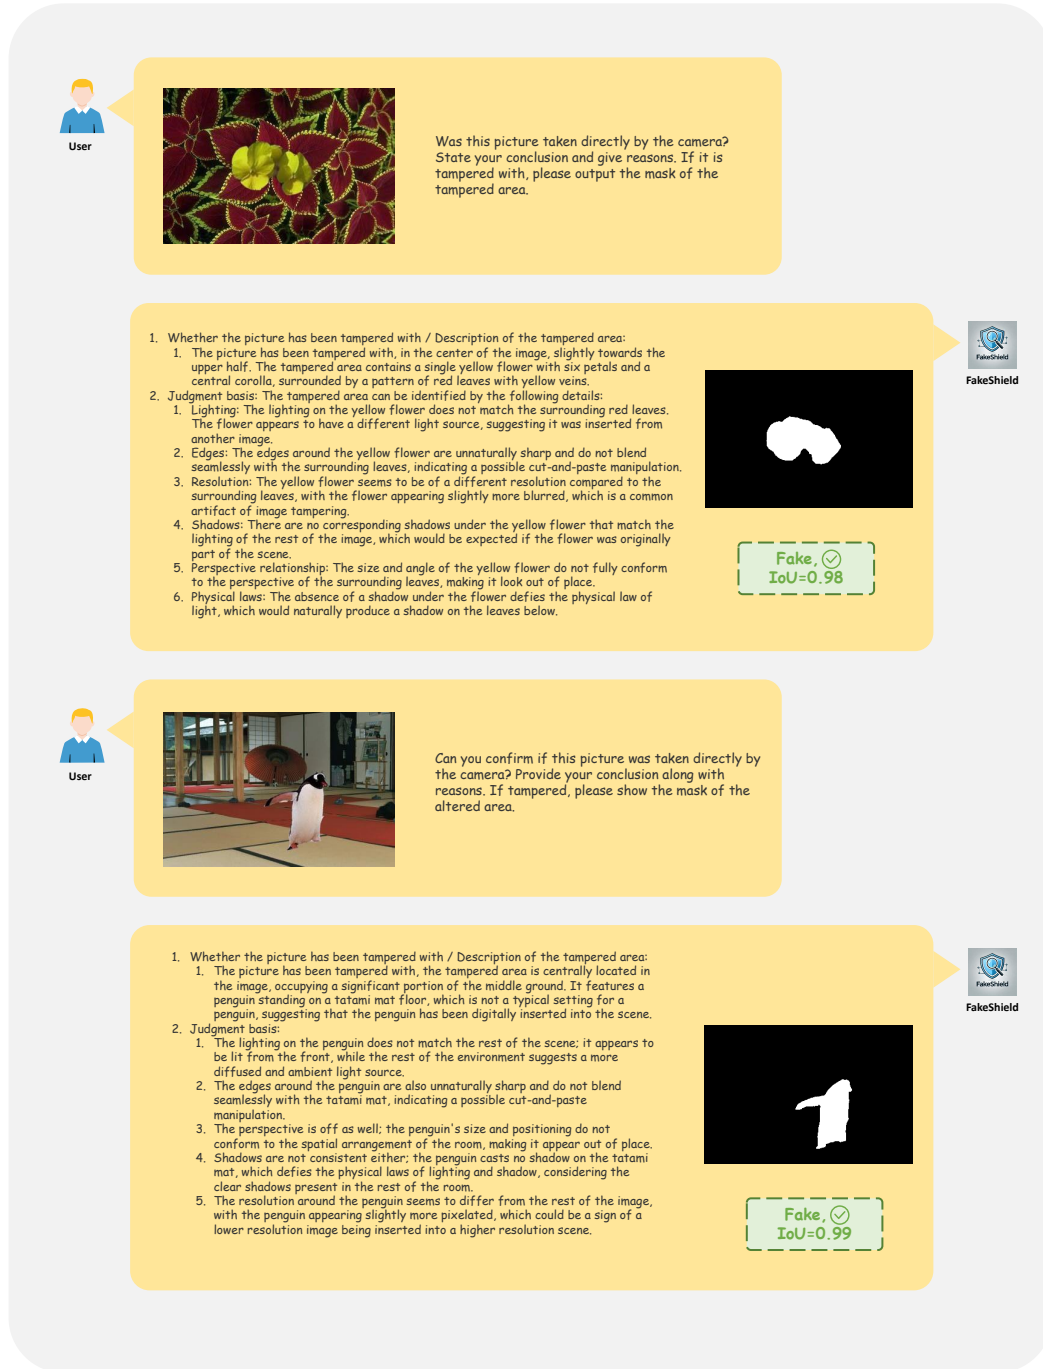 User
Was this picture taken directly by the camera?
State your conclusion and give reasons. If it is
tampered with, please output the mask of the
tampered area.
1. Whether the picture has been tampered with / Description of the tampered area:
1. The picture has been tampered with, in the center of the image, slightly towards the
upper half. The tampered area contains a single yellow flower with six petals and a
central corolla, surrounded by a pattern of red leaves with yellow veins.
2. Judgment basis: The tampered area can be identified by the following details:
1. Lighting: The lighting on the yellow flower does not match the surrounding red leaves.
The flower appears to have a different light source, suggesting it was inserted from
another image.
2. Edges: The edges around the yellow flower are unnaturally sharp and do not blend
seamlessly with the surrounding leaves, indicating a possible cut-and-paste manipulation.
3. Resolution: The yellow flower seems to be of a different resolution compared to the
surrounding leaves, with the flower appearing slightly more blurred, which is a common
artifact of image tampering.
4. Shadows: There are no corresponding shadows under the yellow flower that match the
lighting of the rest of the image, which would be expected if the flower was originally
part of the scene.
5. Perspective relationship: The size and angle of the yellow flower do not fully conform
to the perspective of the surrounding leaves, making it look out of place.
6. Physical laws: The absence of a shadow under the flower defies the physical law of
light, which would naturally produce a shadow on the leaves below.
FakeShield
FakeShield
Fake,
IoU=0.98
User
Can you confirm if this picture was taken directly by
the camera? Provide your conclusion along with
reasons. If tampered, please show the mask of the
altered area.
1. Whether the picture has been tampered with / Description of the tampered area:
1. The picture has been tampered with, the tampered area is centrally located in
the image, occupying a significant portion of the middle ground. It features a
penguin standing on a tatami mat floor, which is not a typical setting for a
penguin, suggesting that the penguin has been digitally inserted into the scene.
2. Judgment basis:
1. The lighting on the penguin does not match the rest of the scene; it appears to
be lit from the front, while the rest of the environment suggests a more
diffused and ambient light source.
2. The edges around the penguin are also unnaturally sharp and do not blend
seamlessly with the tatami mat, indicating a possible cut-and-paste
manipulation.
3. The perspective is off as well; the penguin's size and positioning do not
conform to the spatial arrangement of the room, making it appear out of place.
4. Shadows are not consistent either; the penguin casts no shadow on the tatami
mat, which defies the physical laws of lighting and shadow, considering the
clear shadows present in the rest of the room.
5. The resolution around the penguin seems to differ from the rest of the image,
with the penguin appearing slightly more pixelated, which could be a sign of a
lower resolution image being inserted into a higher resolution scene.
FakeShield
FakeShield
Fake,
IoU=0.99